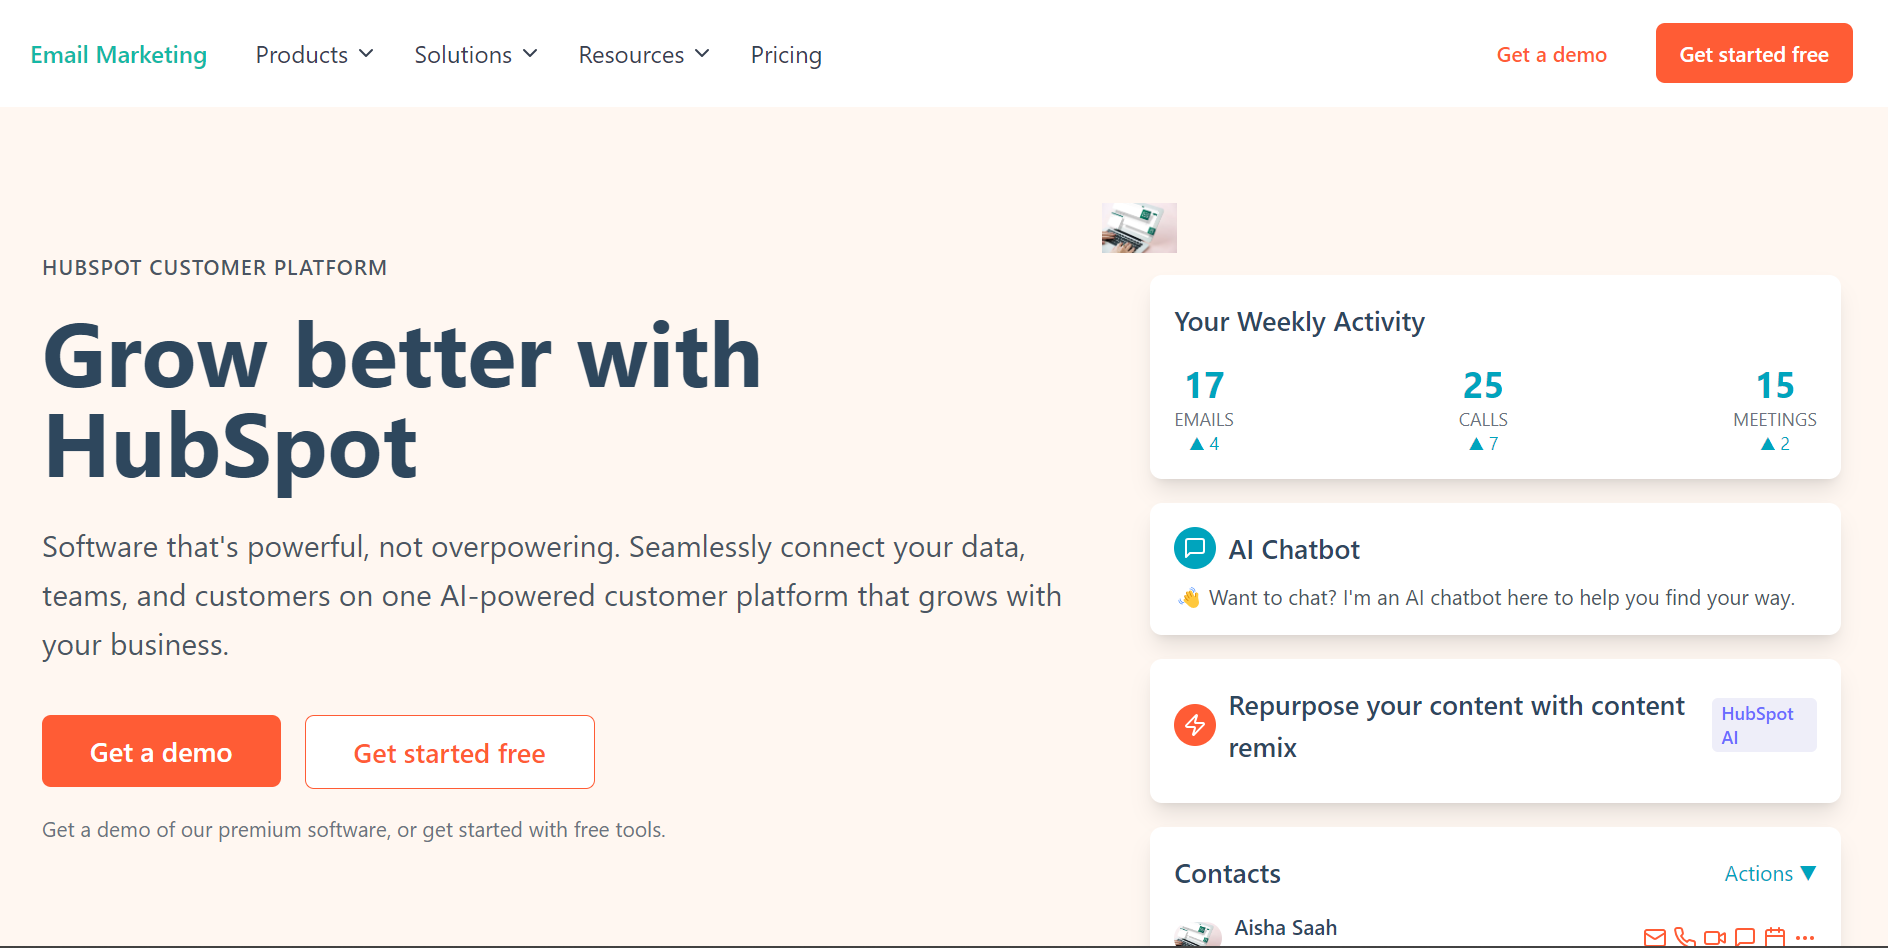 Email Marketing Products Solutions Resources Pricing Get a demo Get started free
HUBSPOT CUSTOMER PLATFORM
Grow better with
HubSpot
Software that's powerful, not overpowering. Seamlessly connect your data,
teams, and customers on one AI-powered customer platform that grows with
your business.
Get a demo Get started free
Get a demo of our premium software, or get started with free tools.
Your Weekly Activity
17 25 15
EMAILS CALLS MEETINGS
▲ 4 ▲ 7 ▲ 2
AI Chatbot
👋 Want to chat? I'm an AI chatbot here to help you find your way.
Repurpose your content with content
remix
HubSpot
AI
Contacts Actions ▼
Aisha Saah